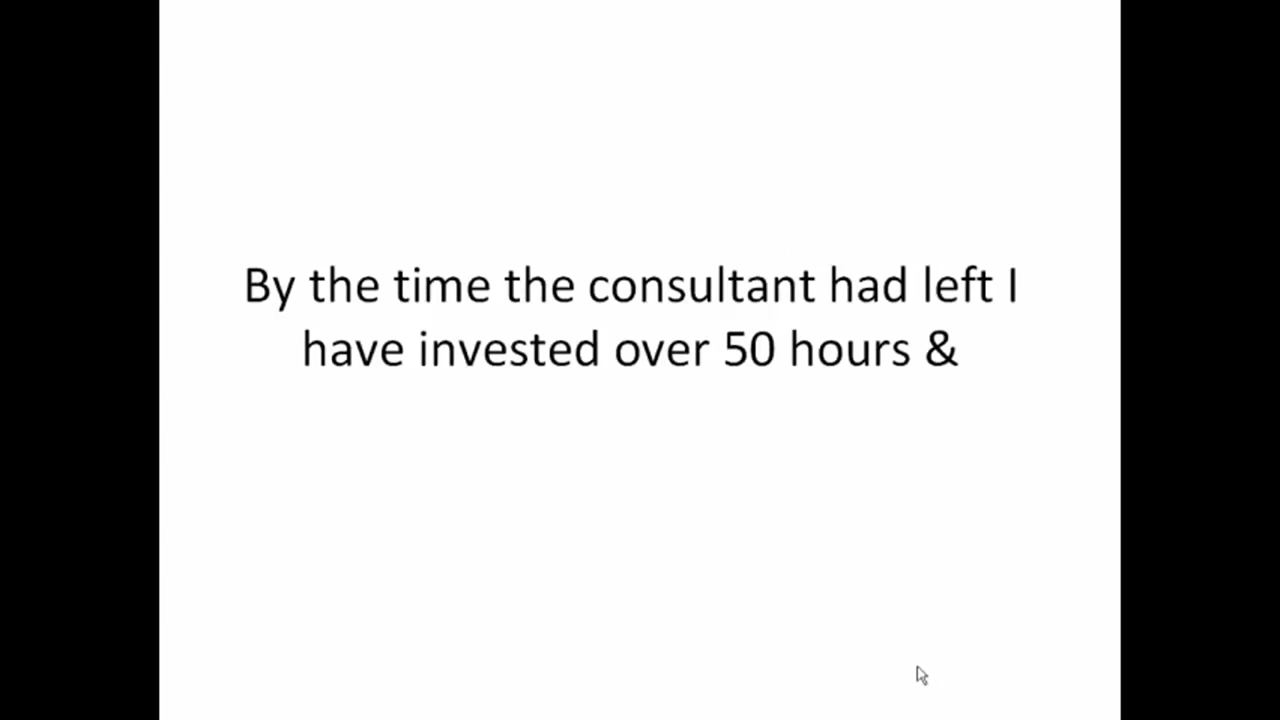 By the time the consultant had left I
have invested over 50 hours &